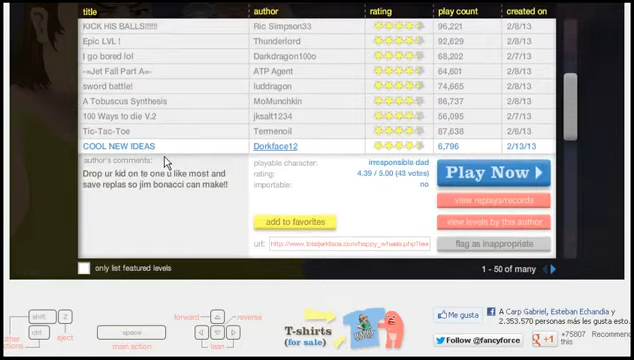 title author rating play count created on
KICK HIS BALLS!!!!!! Ric Simpson33 96,221 2/8/13
Epic LVL ! Thunderlord 92,629 2/8/13
I go bored lol Darkdragon100o 68,202 2/7/13
-=Jet Fall Part A=- ATP Agent 64,601 2/8/13
sword battle! luddragon 74,665 2/8/13
A Tobuscus Synthesis MoMunchkin 86,737 2/8/13
100 Ways to die V.2 jksalt1234 56,095 2/7/13
Tic-Tac-Toe Termenoil 87,638 2/6/13
COOL NEW IDEAS Dorkface12 6,796 2/13/13
author's comments:
Drop ur kid on te one u like most and
save replas so jim bonacci can make!!
playable character: irresponsible dad
rating: 4.39 / 5.00 (43 votes)
importable: no
add to favorites
url: http://www.totaljerkface.com/happy_wheels.php?lee
Play Now
view replays/records
view levels by this author
flag as inappropriate
only list featured levels
1 - 50 of many
shift Z
ctrl eject
other
ctions
space
main action
forward reverse
lean
T-shirts
(for sale)
Me gusta
A Carp Gabriel, Esteban Echandia y
2.353.570 personas más les gusta esto.
Follow @fancyforce
+1 +75807 Recommend
this